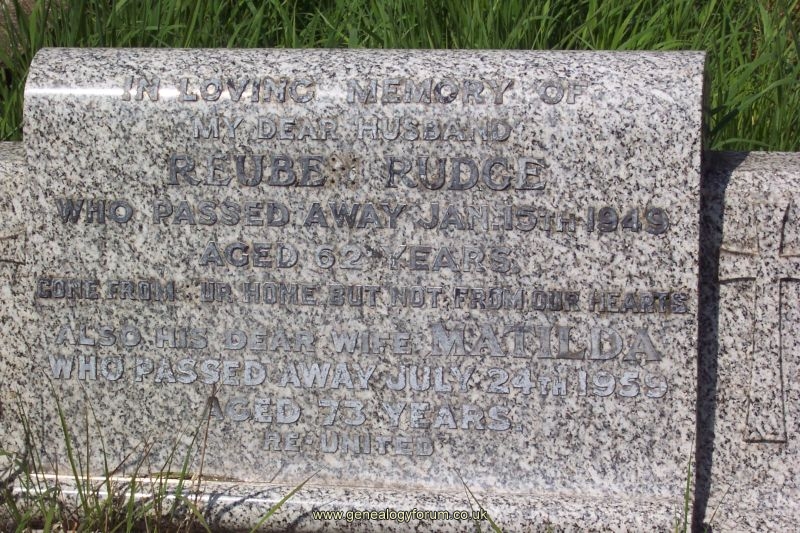 IN LOVING MEMORY OF
MY DEAR HUSBAND
REUBEN RUDGE
WHO PASSED AWAY JAN. 15TH 1949
AGED 62 YEARS.
GONE FROM OUR HOME, BUT NOT FROM OUR HEARTS
ALSO HIS DEAR WIFE MATILDA
WHO PASSED AWAY JULY 24TH 1959
AGED 73 YEARS.
RE-UNITED
www.genealogyforum.co.uk